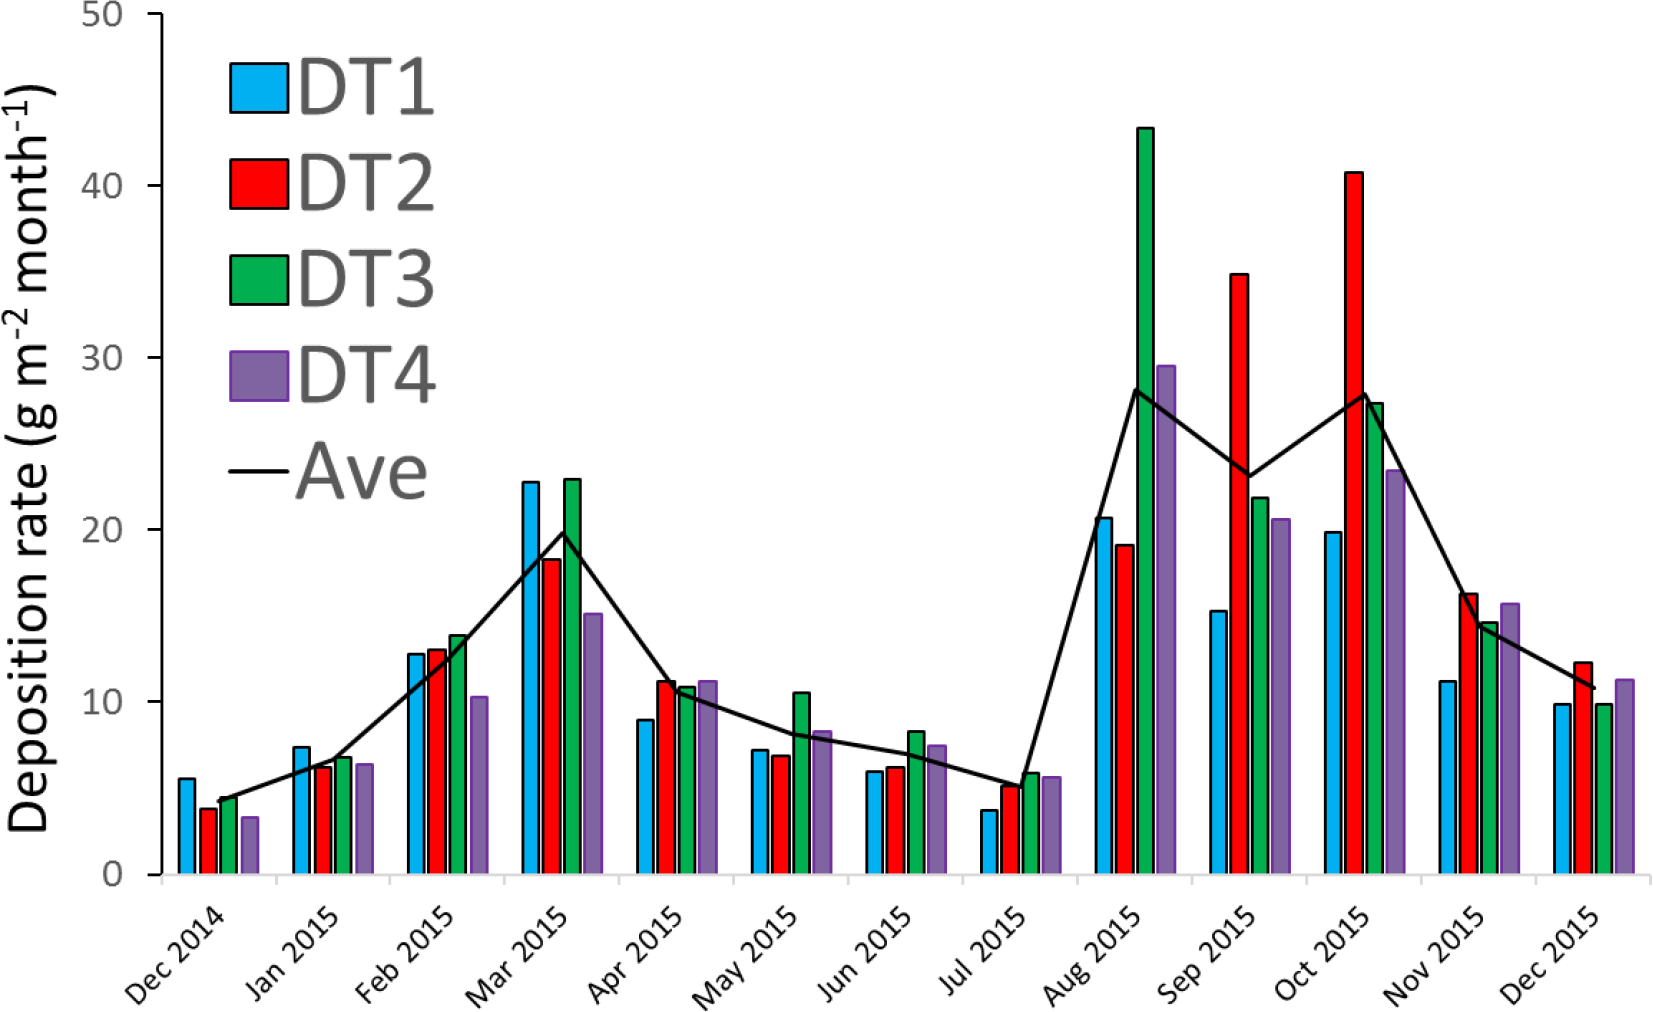 Deposition rate (g m-2 month-1)
50
40
30
20
10
0
DT1
DT2
DT3
DT4
Ave
Dec 2014
Jan 2015
Feb 2015
Mar 2015
Apr 2015
May 2015
Jun 2015
Jul 2015
Aug 2015
Sep 2015
Oct 2015
Nov 2015
Dec 2015